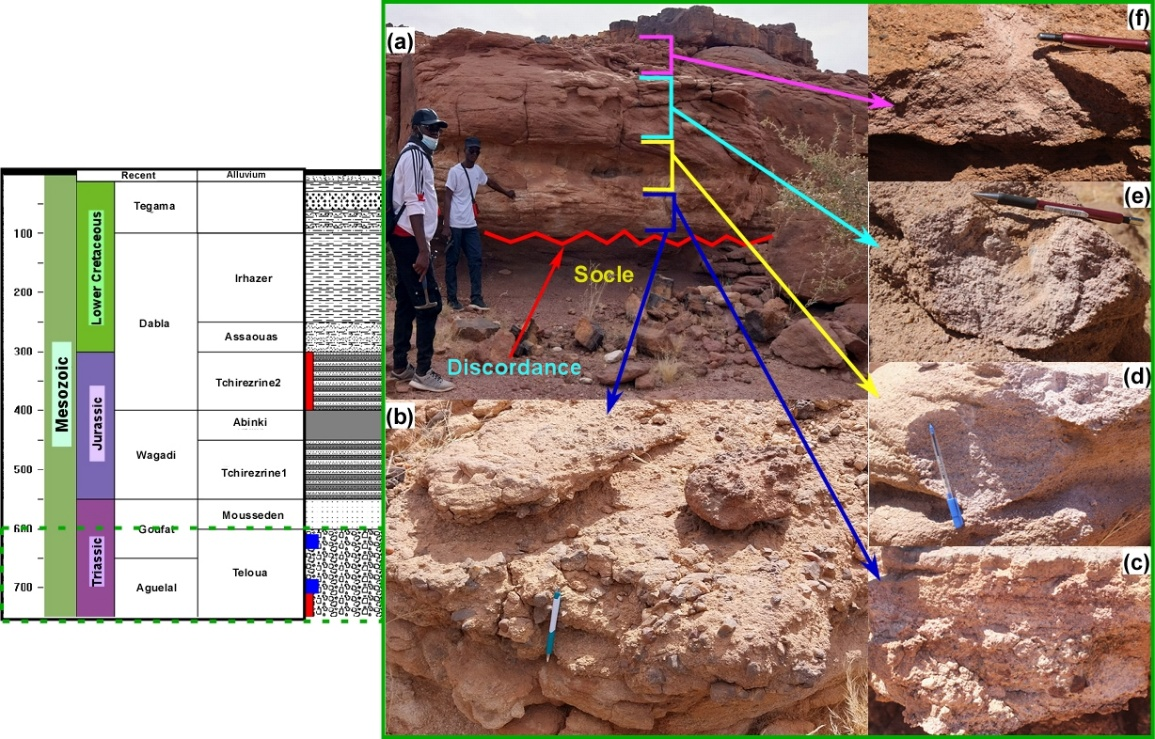 Recent
Alluvium
Mesozoic
Lower Cretaceous
Jurassic
Triassic
100
200
300
400
500
600
700
Tegama
Dabla
Wagadi
Goufat
Aguelal
Irhazer
Assaouas
Tchirezrine2
Abinki
Tchirezrine1
Mousseden
Teloua
(a)
Socle
Discordance
(b)
(f)
(e)
(d)
(c)